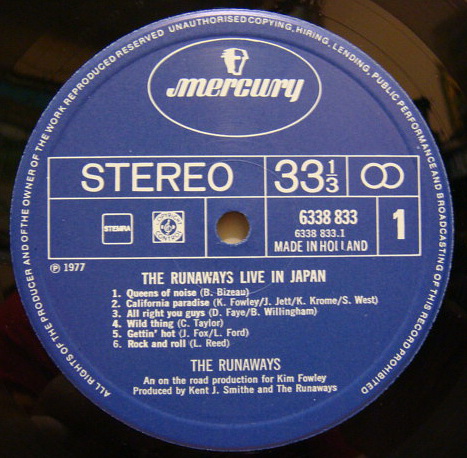 ALL RIGHTS OF THE PRODUCER AND OF THE OWNER OF THE WORK REPRODUCED RESERVED UNAUTHORISED COPYING, HIRING, LENDING, PUBLIC PERFORMANCE AND BROADCASTING OF THIS RECORD PROHIBITED
mercury
STEREO 33 1/3
STEMRA
6338 833
6338 833.1
MADE IN HOLLAND
1
℗ 1977
THE RUNAWAYS LIVE IN JAPAN
1. Queens of noise (B. Bizeau)
2. California paradise (K. Fowley/J. Jett/K. Krome/S. West)
3. All right you guys (D. Faye/B. Willingham)
4. Wild thing (C. Taylor)
5. Gettin' hot (J. Fox/L. Ford)
6. Rock and roll (L. Reed)
THE RUNAWAYS
An on the road production for Kim Fowley
Produced by Kent J. Smithe and The Runaways